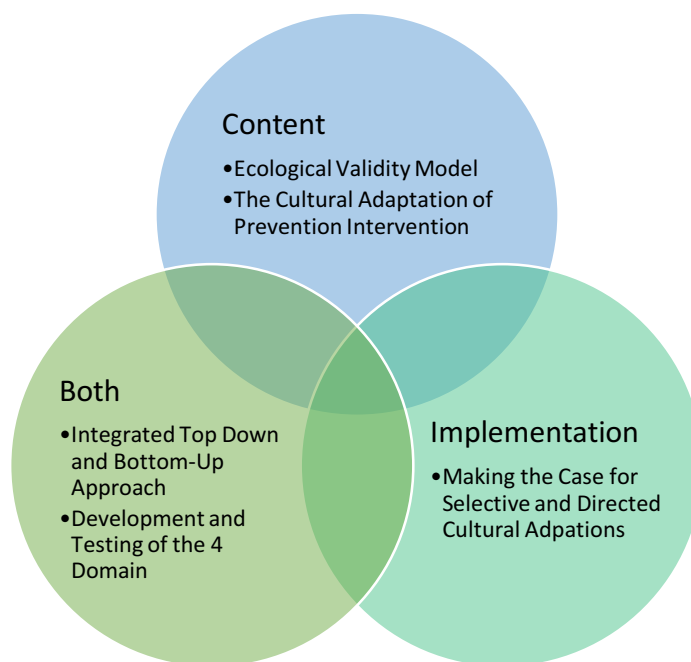 Content
•Ecological Validity Model
•The Cultural Adaptation of
Prevention Intervention
Both
•Integrated Top Down
and Bottom-Up
Approach
•Development and
Testing of the 4
Domain
Implementation
•Making the Case for
Selective and Directed
Cultural Adpations